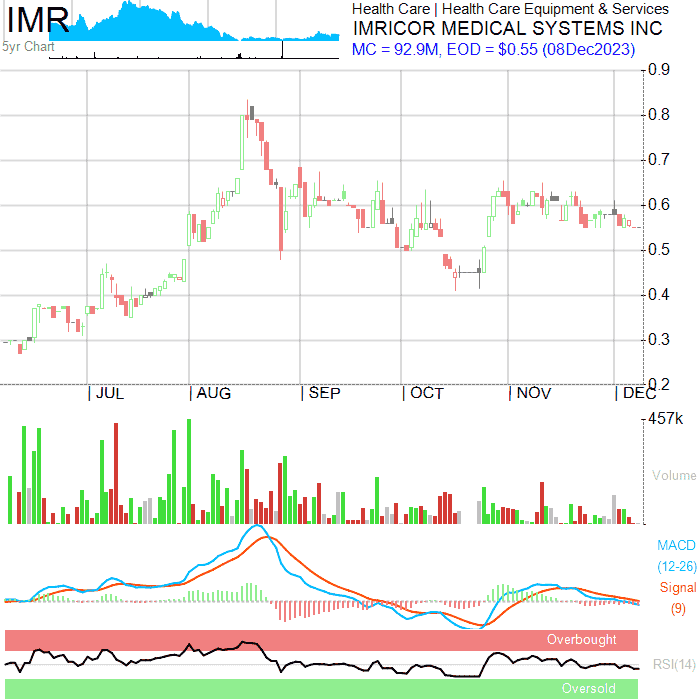 IMR
5yr Chart
Health Care | Health Care Equipment & Services
IMRICOR MEDICAL SYSTEMS INC
MC = 92.9M, EOD = $0.55 (08Dec2023)
0.9
0.8
0.7
0.6
0.5
0.4
0.3
0.2
| JUL | AUG | SEP | OCT | NOV | DEC
457k
Volume
MACD
(12-26)
Signal
(9)
Overbought
RSI(14)
Oversold